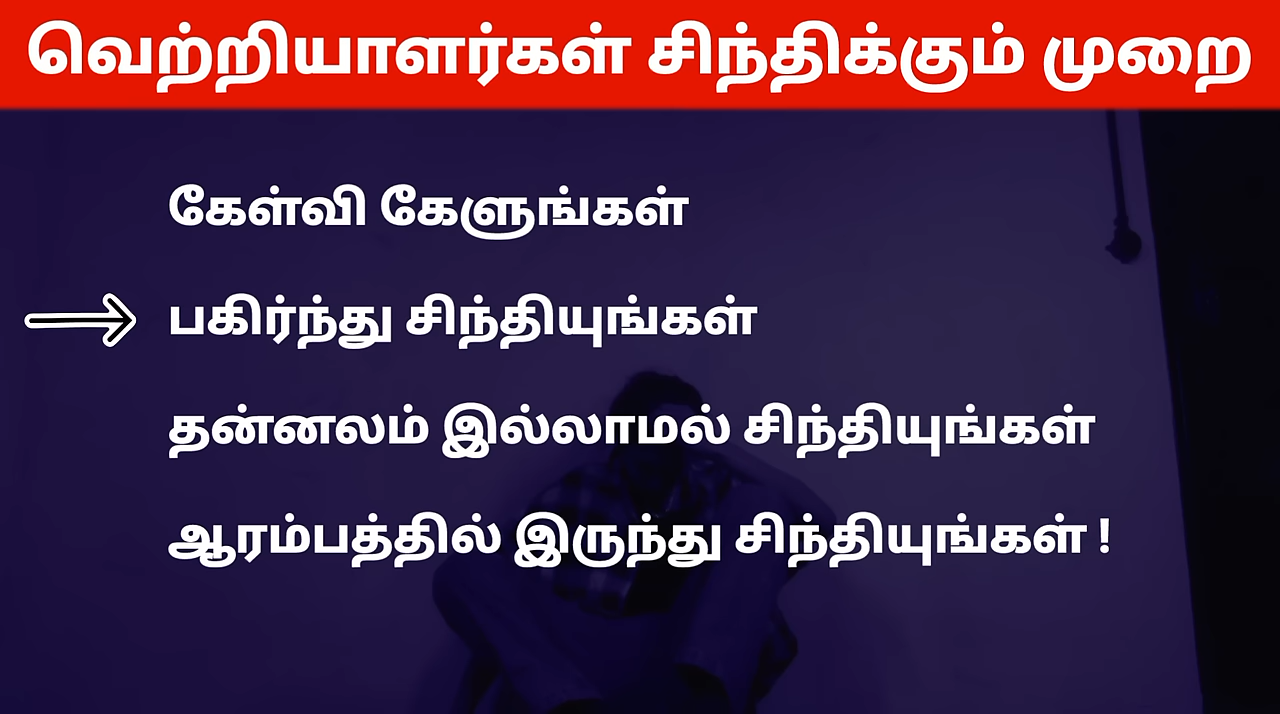 வெற்றியாளர்கள் சிந்திக்கும் முறை
கேள்வி கேளுங்கள்
பகிர்ந்து சிந்தியுங்கள்
தன்னலம் இல்லாமல் சிந்தியுங்கள்
ஆரம்பத்தில் இருந்து சிந்தியுங்கள் !